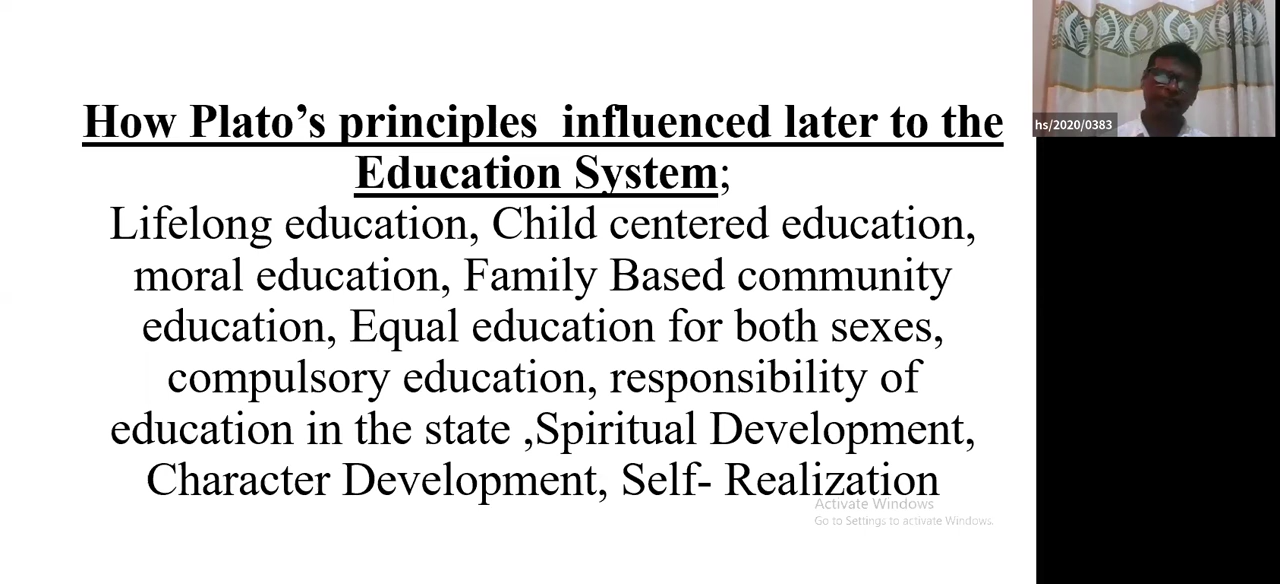 How Plato’s principles  influenced later to the
Education System;
Lifelong education, Child centered education,
moral education, Family Based community
education, Equal education for both sexes,
compulsory education, responsibility of
education in the state ,Spiritual Development,
Character Development, Self- Realization
Activate Windows
Go to Settings to activate Windows.
hs/2020/0383